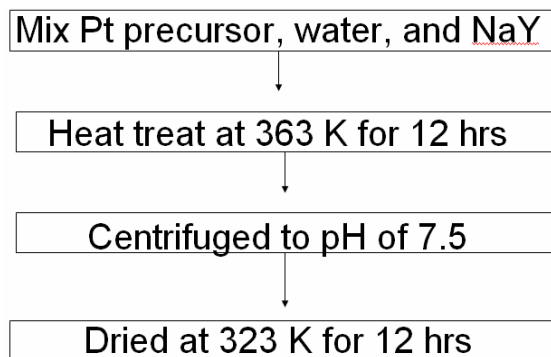 Mix Pt precursor, water, and NaY
Heat treat at 363 K for 12 hrs
Centrifuged to pH of 7.5
Dried at 323 K for 12 hrs